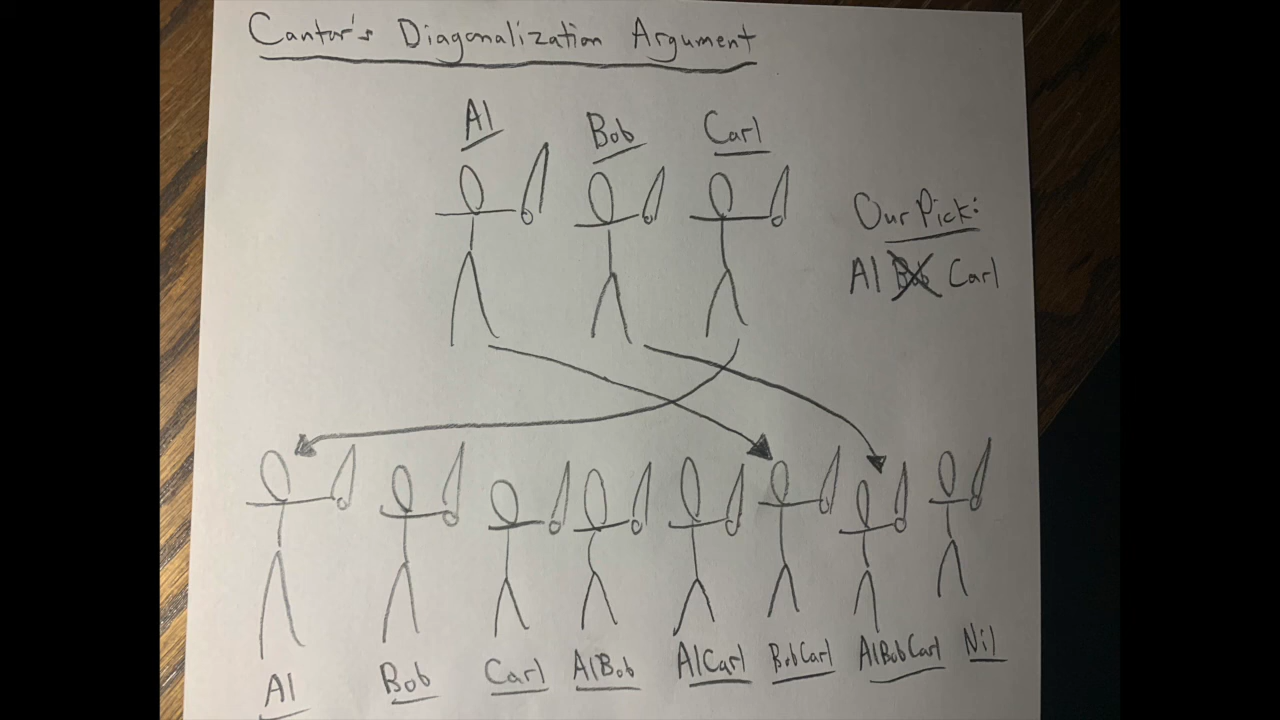 Cantor's Diagonalization Argument
Al Bob Carl
Our Pick:
Al Bob Carl
Al Bob Carl AlBob AlCarl BobCarl AlBobCarl Nil